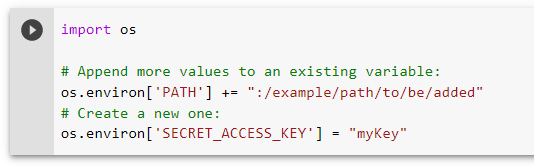 import os
# Append more values to an existing variable:
os.environ['PATH'] += ":/example/path/to/be/added"
# Create a new one:
os.environ['SECRET_ACCESS_KEY'] = "myKey"